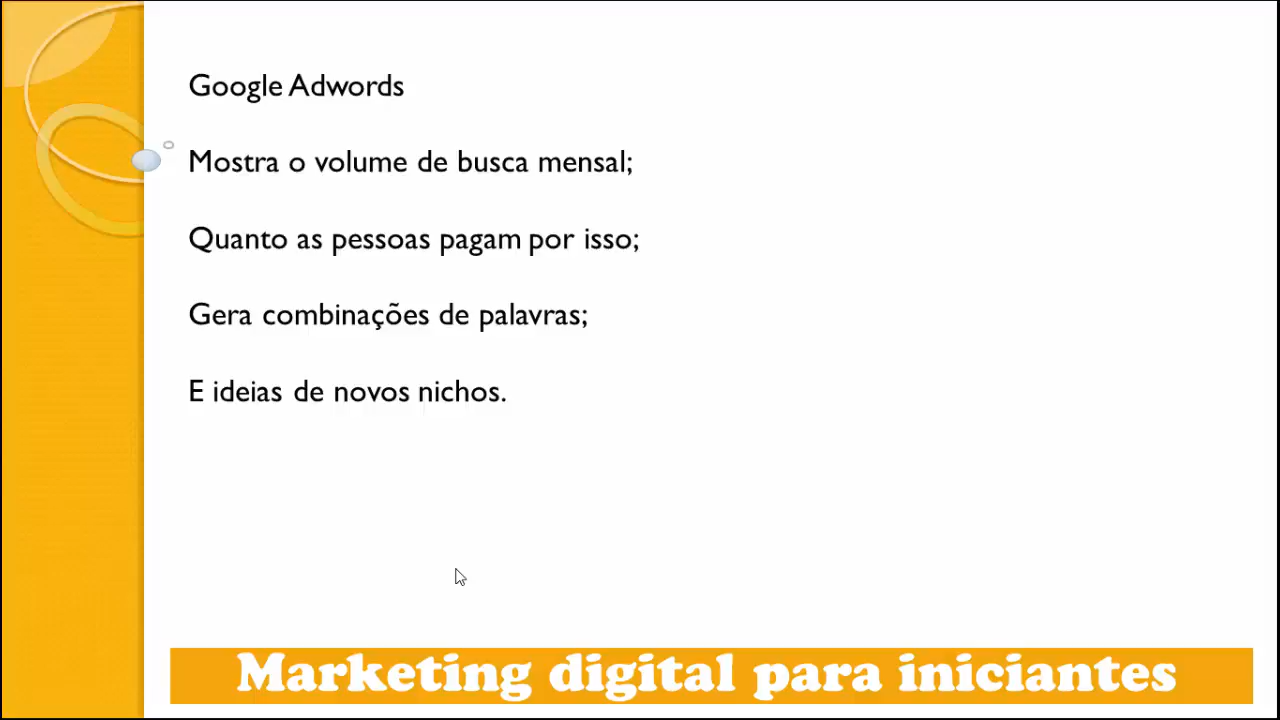 Google Adwords
Mostra o volume de busca mensal;
Quanto as pessoas pagam por isso;
Gera combinações de palavras;
E ideias de novos nichos.
Marketing digital para iniciantes